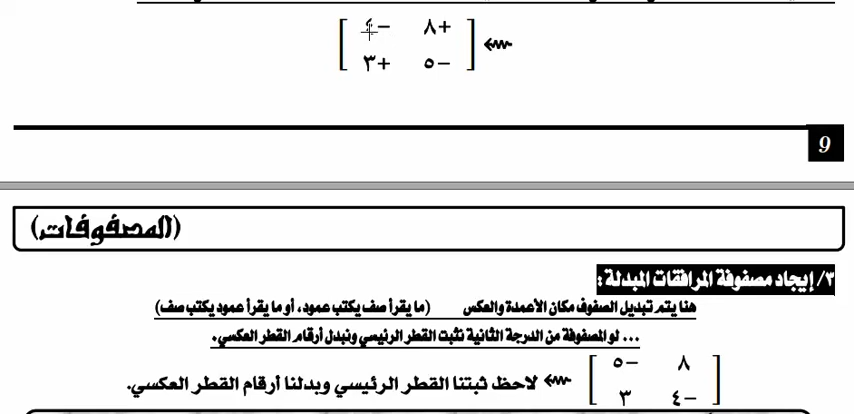 +٨ −٤
−٥ +٣
9
(المصفوفات)
٣/ إيجاد مصفوفة المرافقات المبدلة :
هنا يتم تبديل الصفوف مكان الأعمدة والعكس (ما يقرأ صف يكتب عمود، أو ما يقرأ عمود يكتب صف)
... لو المصفوفة من الدرجة الثانية نثبت القطر الرئيسي ونبدل أرقام القطر العكسي.
٨ −٥
−٤ ٣
لاحظ ثبتنا القطر الرئيسي وبدلنا أرقام القطر العكسي.